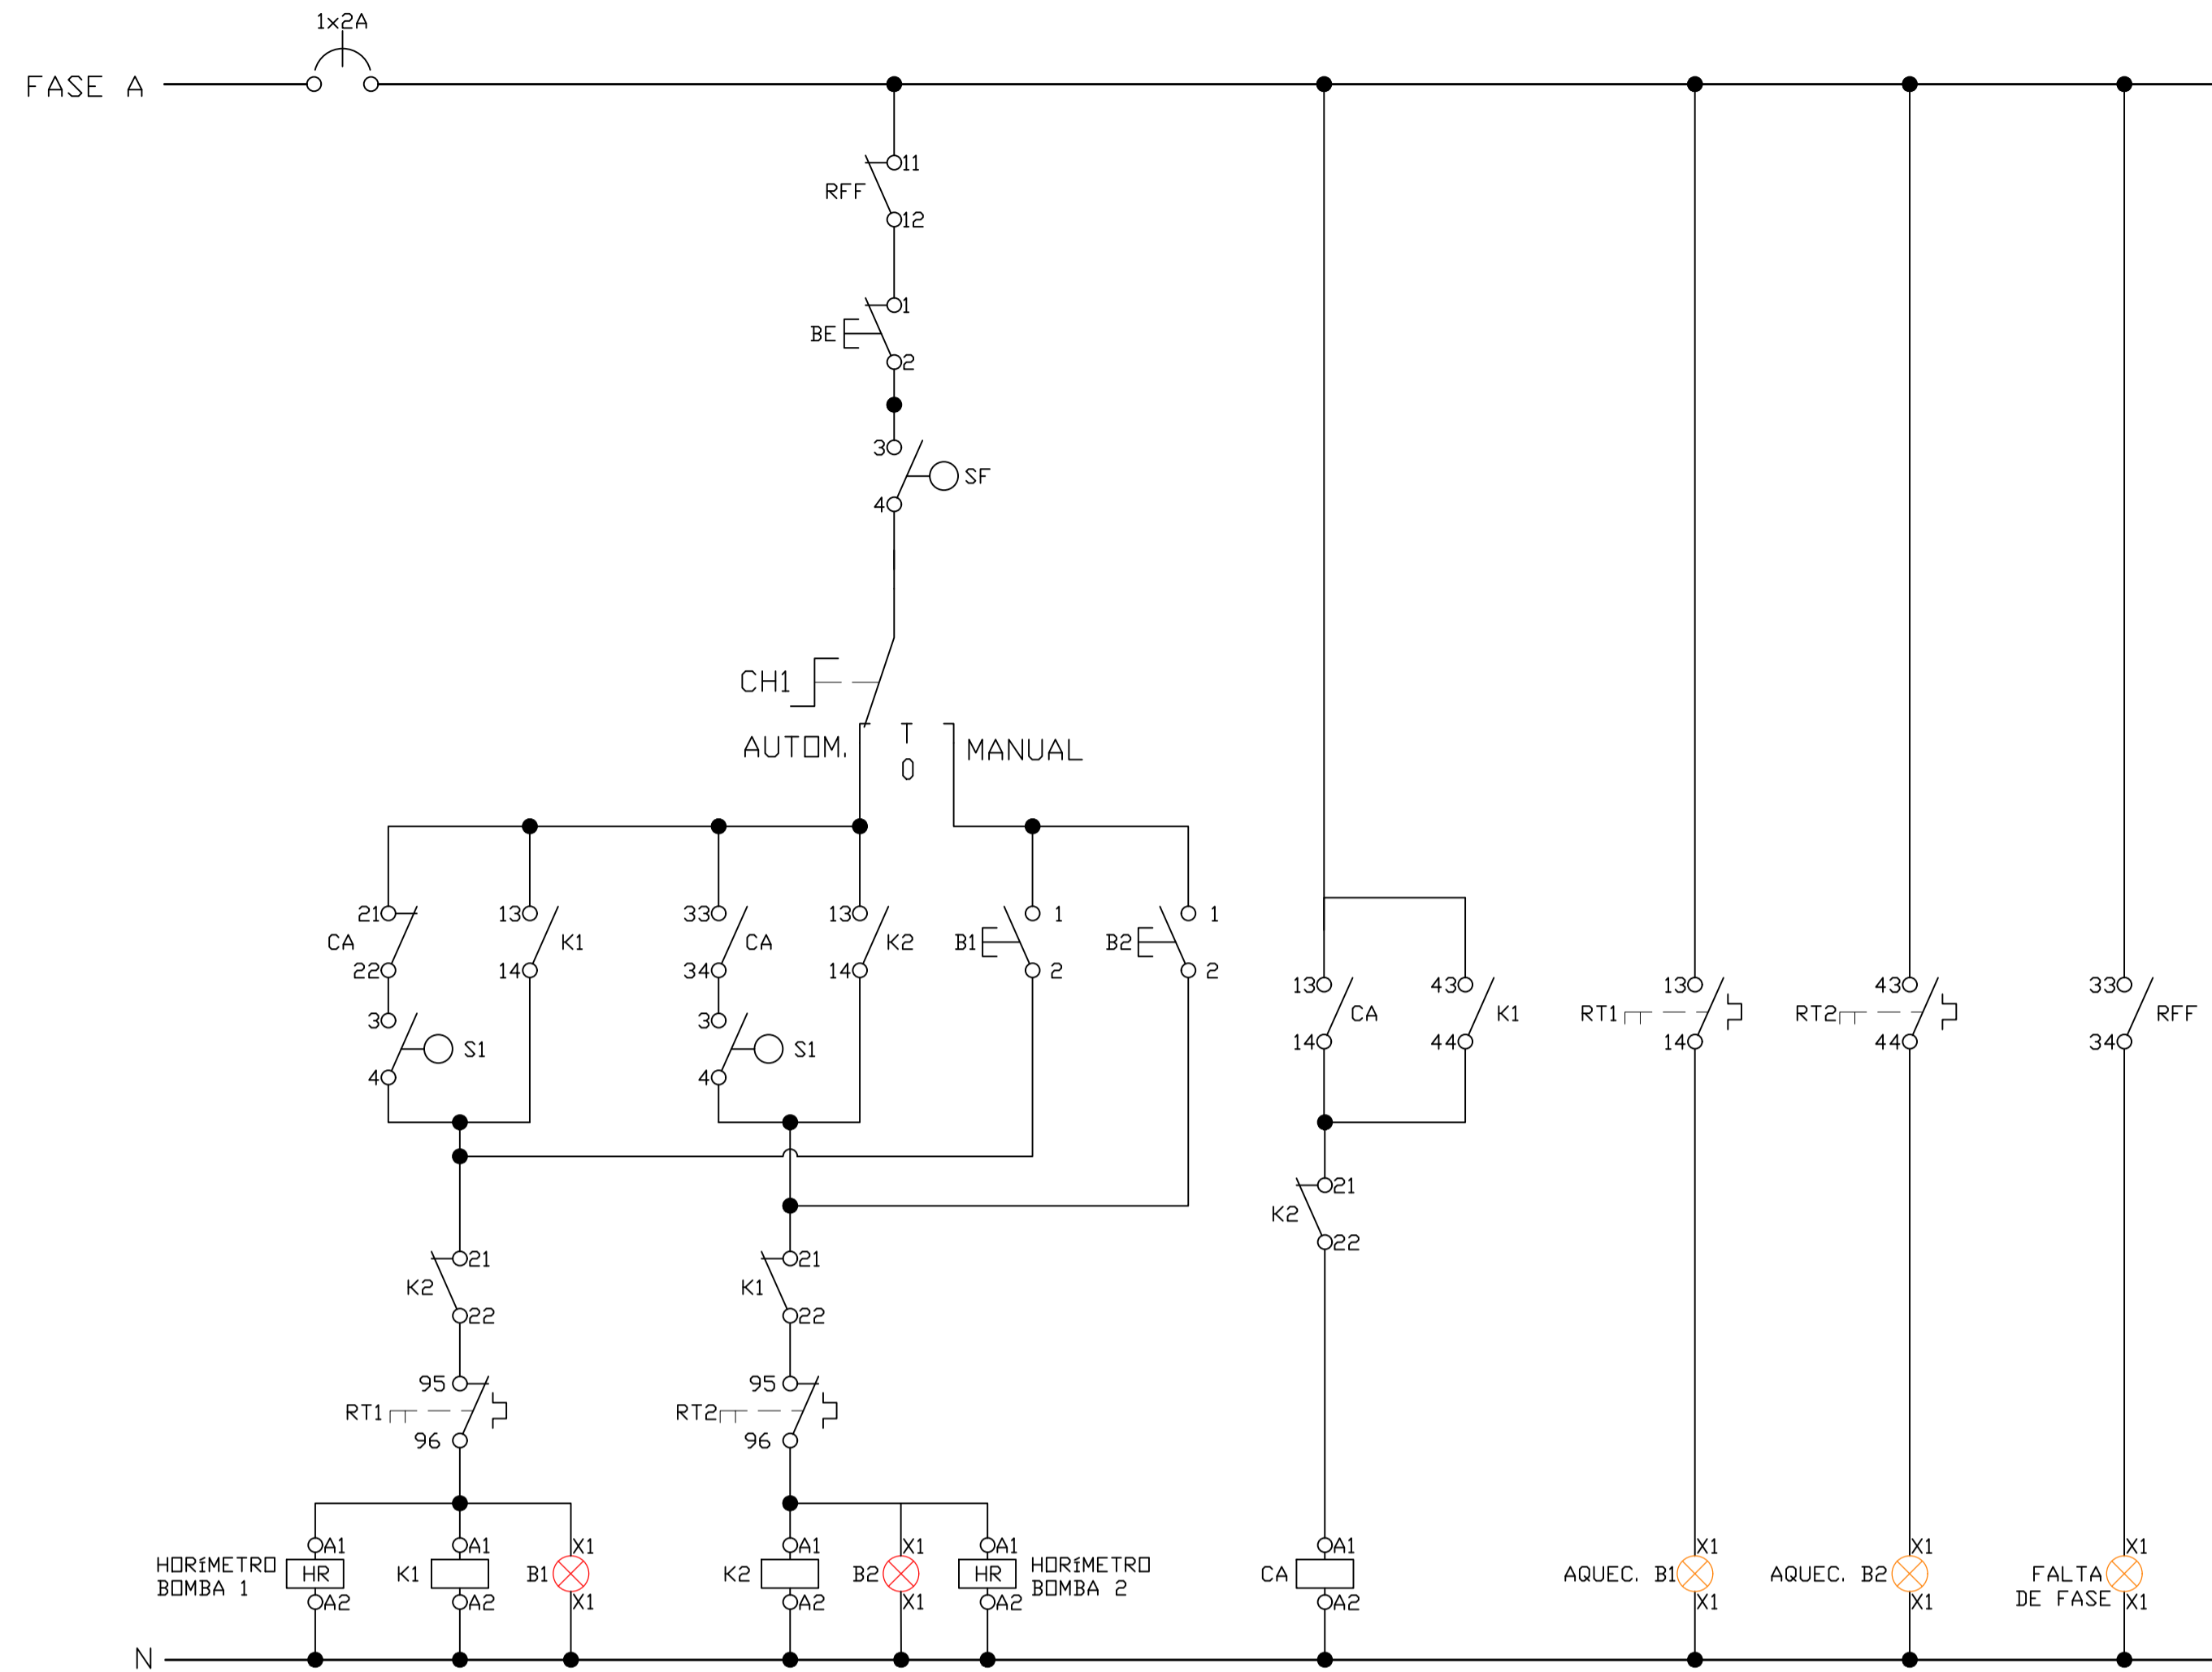 1x2A
FASE A
11
RFF
12
1
BE
2
3
SF
4
CH1
AUTOM.
0
MANUAL
21
13
33
13
1
1
CA
K1
CA
K2
B1
B2
22
14
34
14
2
2
3
3
S1
S1
4
4
13
43
13
43
33
CA
K1
RT1
RT2
RFF
14
44
14
44
34
21
K2
22
21
21
K2
K1
22
22
95
95
RT1
RT2
96
96
A1
A1
X1
A1
X1
A1
A1
X1
X1
X1
HORíMETRO
BOMBA 1
HR
K1
B1
K2
B2
HR
HORíMETRO
BOMBA 2
CA
AQUEC. B1
AQUEC. B2
FALTA
DE FASE
A2
A2
X1
A2
X1
A2
A2
X1
X1
X1
N